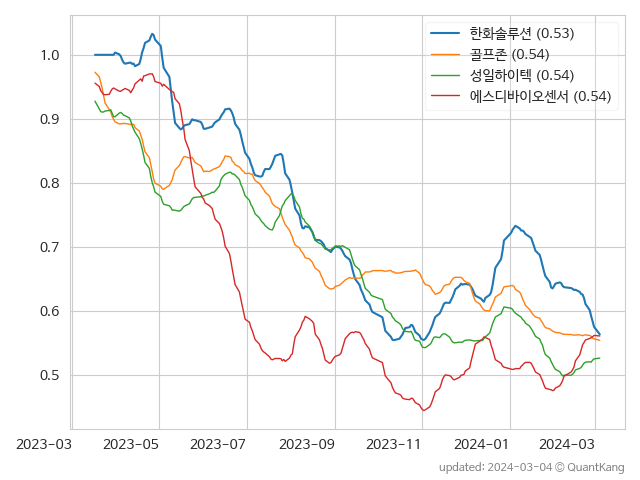 한화솔루션 (0.53)
골프존 (0.54)
성일하이텍 (0.54)
에스디바이오센서 (0.54)
1.0
0.9
0.8
0.7
0.6
0.5
2023-03 2023-05 2023-07 2023-09 2023-11 2024-01 2024-03
updated: 2024-03-04 © QuantKang